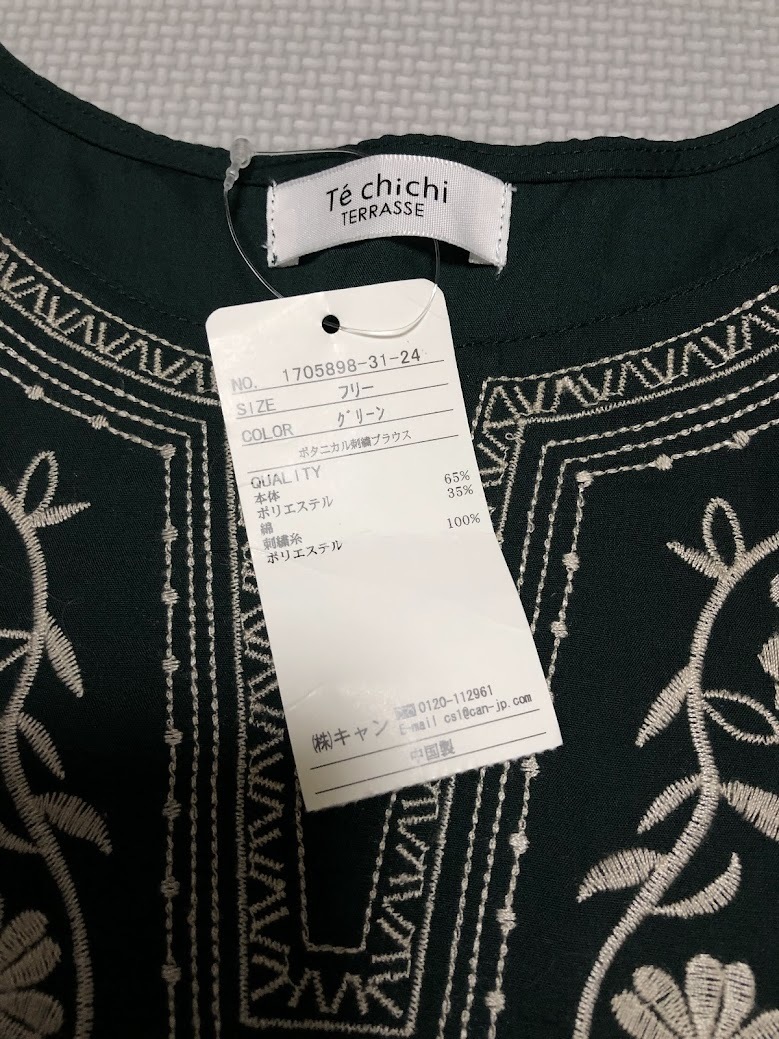 Té chichi
TERRASSE
NO. 1705898-31-24
SIZE フリー
COLOR グリーン
ボタニカル刺繍ブラウス
QUALITY
本体
ポリエステル 65%
綿 35%
刺繍糸
ポリエステル 100%
㈱キャン 0120-112961
E-mail cs1@can-jp.com
中国製